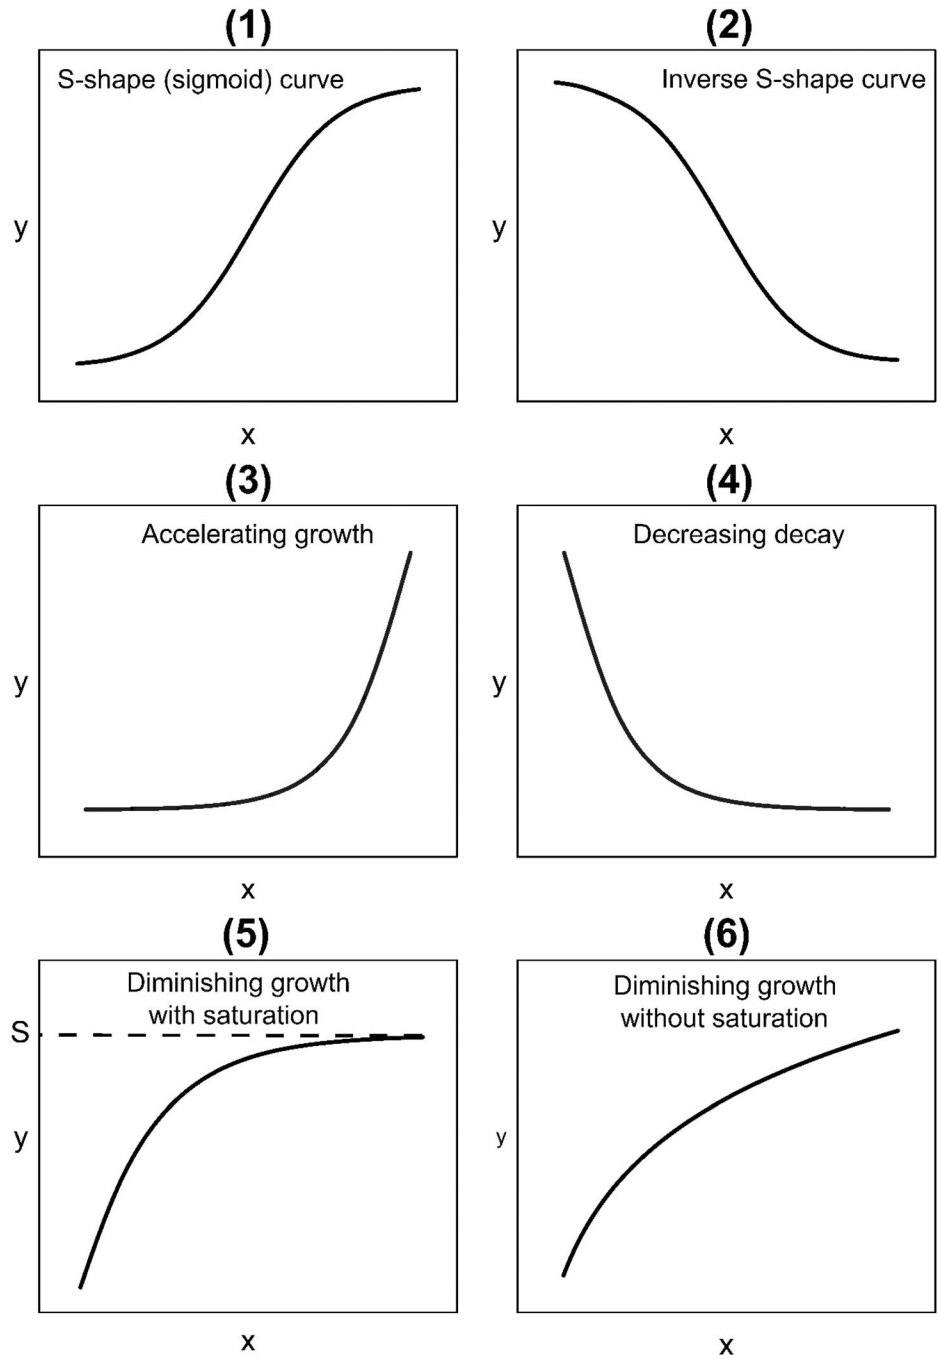 (1)
S-shape (sigmoid) curve
y
x
(2)
Inverse S-shape curve
y
x
(3)
Accelerating growth
y
x
(4)
Decreasing decay
y
x
(5)
Diminishing growth
with saturation
S
y
x
(6)
Diminishing growth
without saturation
y
x